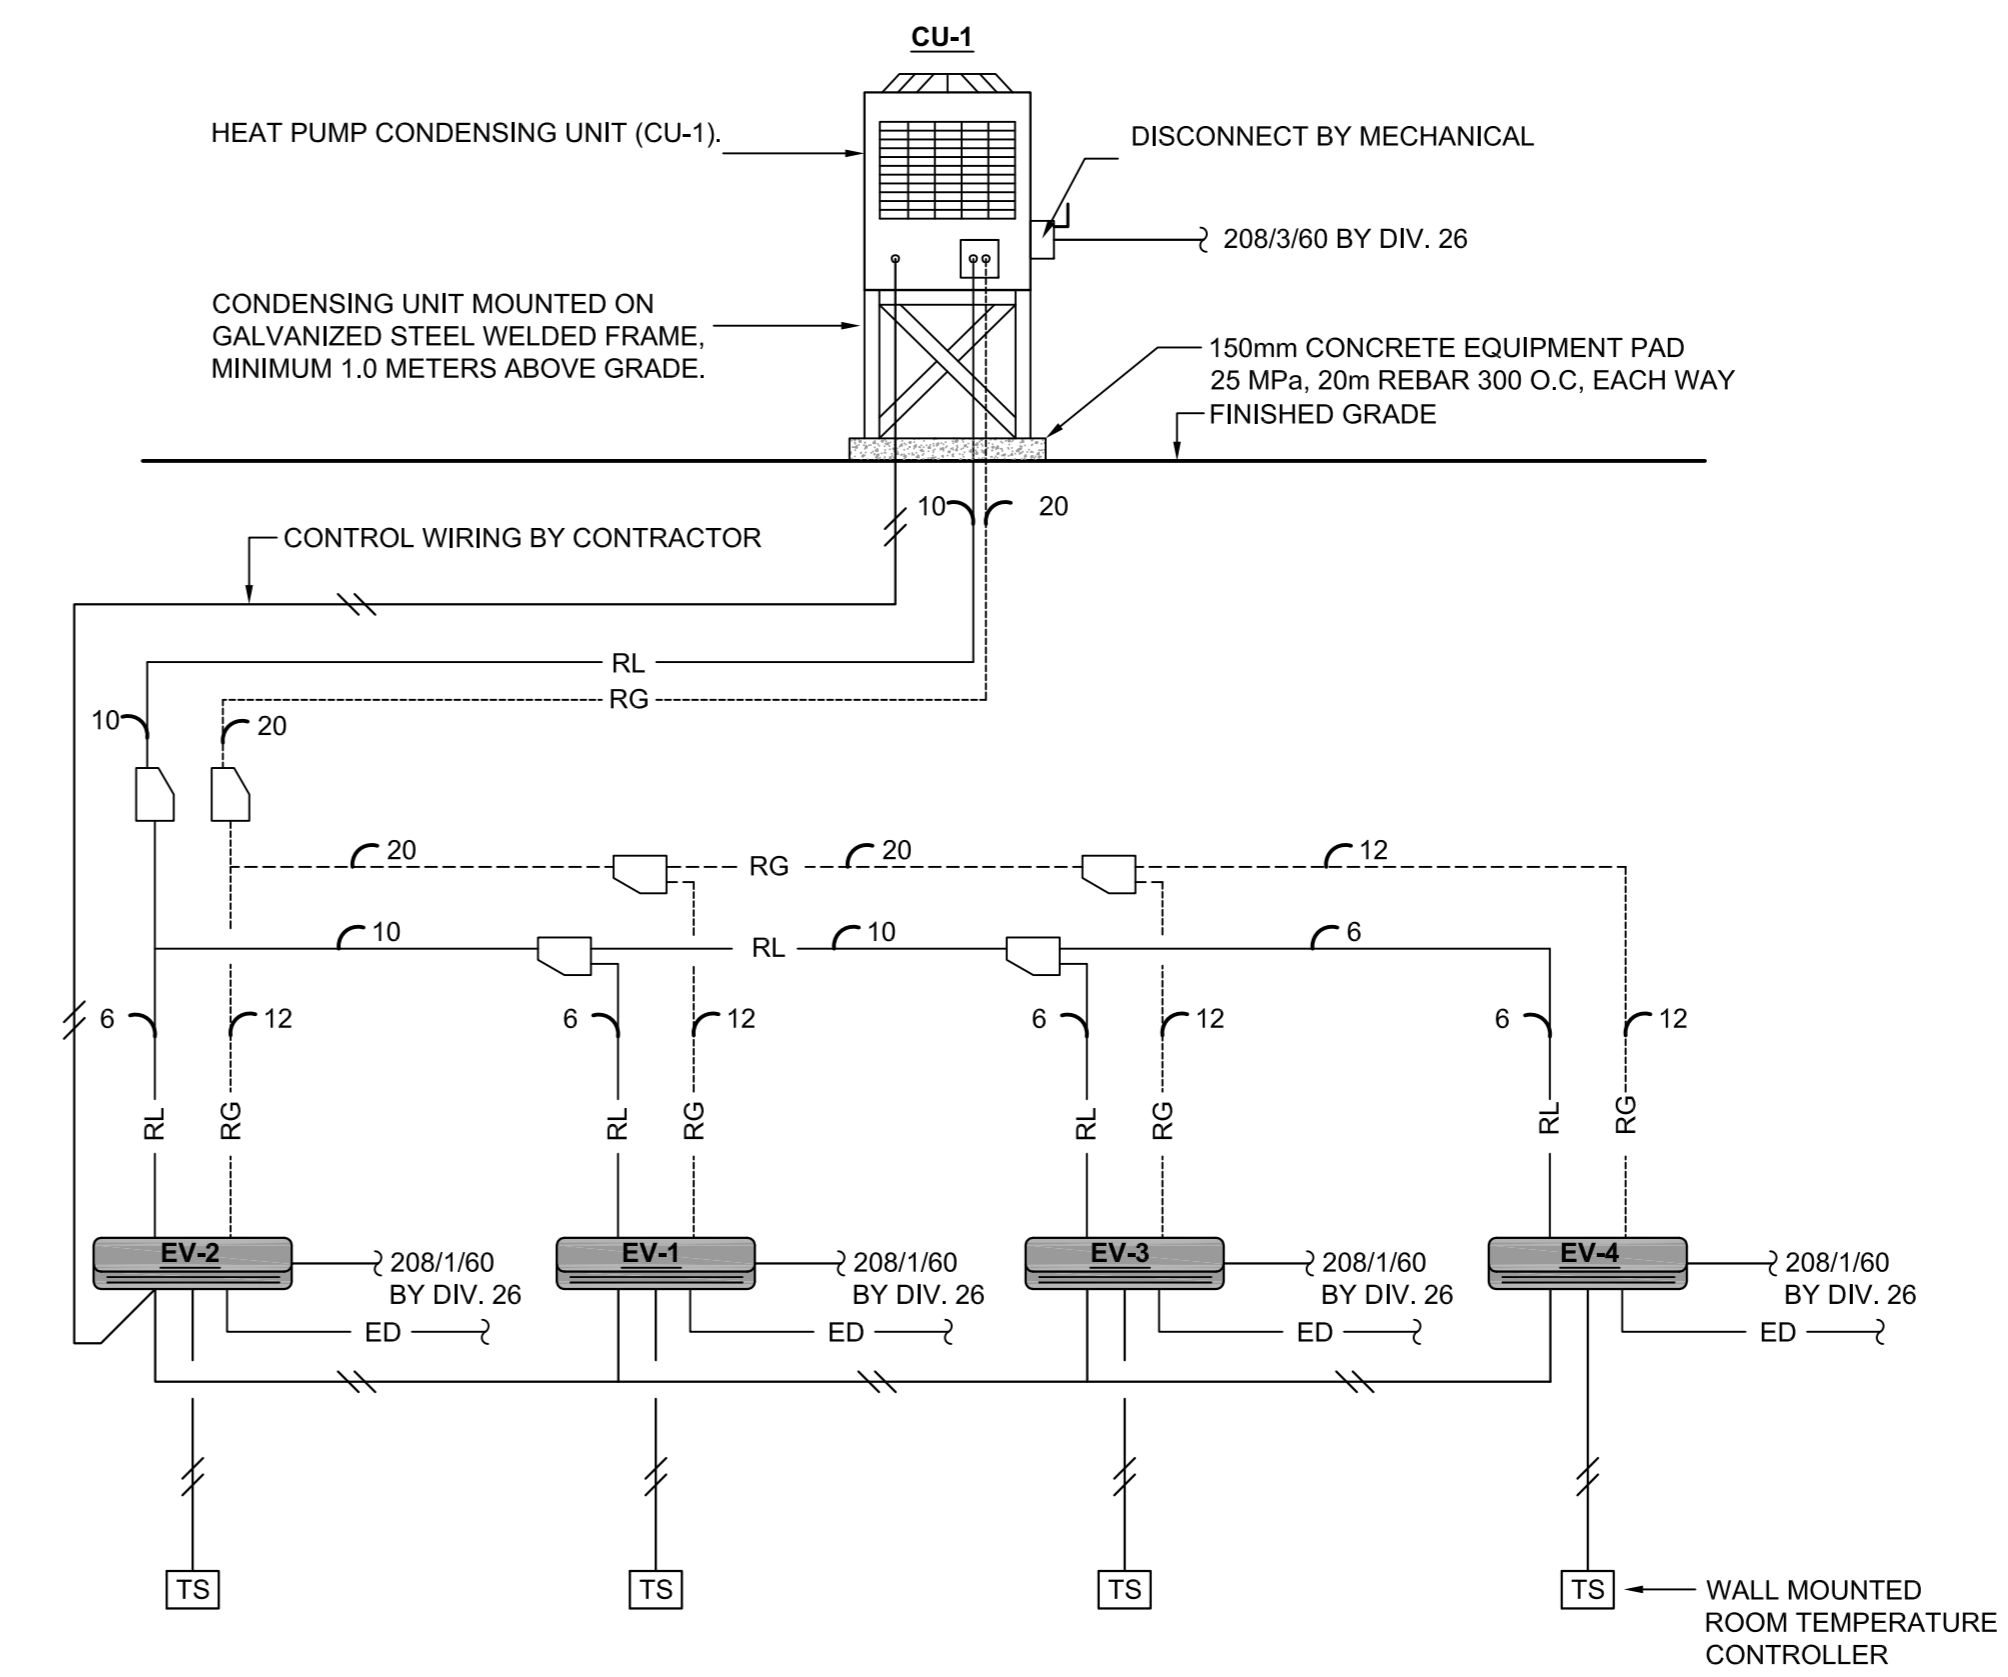 CU-1
HEAT PUMP CONDENSING UNIT (CU-1).
DISCONNECT BY MECHANICAL
208/3/60 BY DIV. 26
CONDENSING UNIT MOUNTED ON
GALVANIZED STEEL WELDED FRAME,
MINIMUM 1.0 METERS ABOVE GRADE.
150mm CONCRETE EQUIPMENT PAD
25 MPa, 20m REBAR 300 O.C, EACH WAY
FINISHED GRADE
10 20
CONTROL WIRING BY CONTRACTOR
RL
RG
10 20
20 RG 20 12
10 RL 10 6
6 12 6 12 6 12 6 12
RL RG RL RG RL RG RL RG
EV-2 EV-1 EV-3 EV-4
208/1/60
BY DIV. 26
208/1/60
BY DIV. 26
208/1/60
BY DIV. 26
208/1/60
BY DIV. 26
ED ED ED ED
TS TS TS TS
WALL MOUNTED
ROOM TEMPERATURE
CONTROLLER